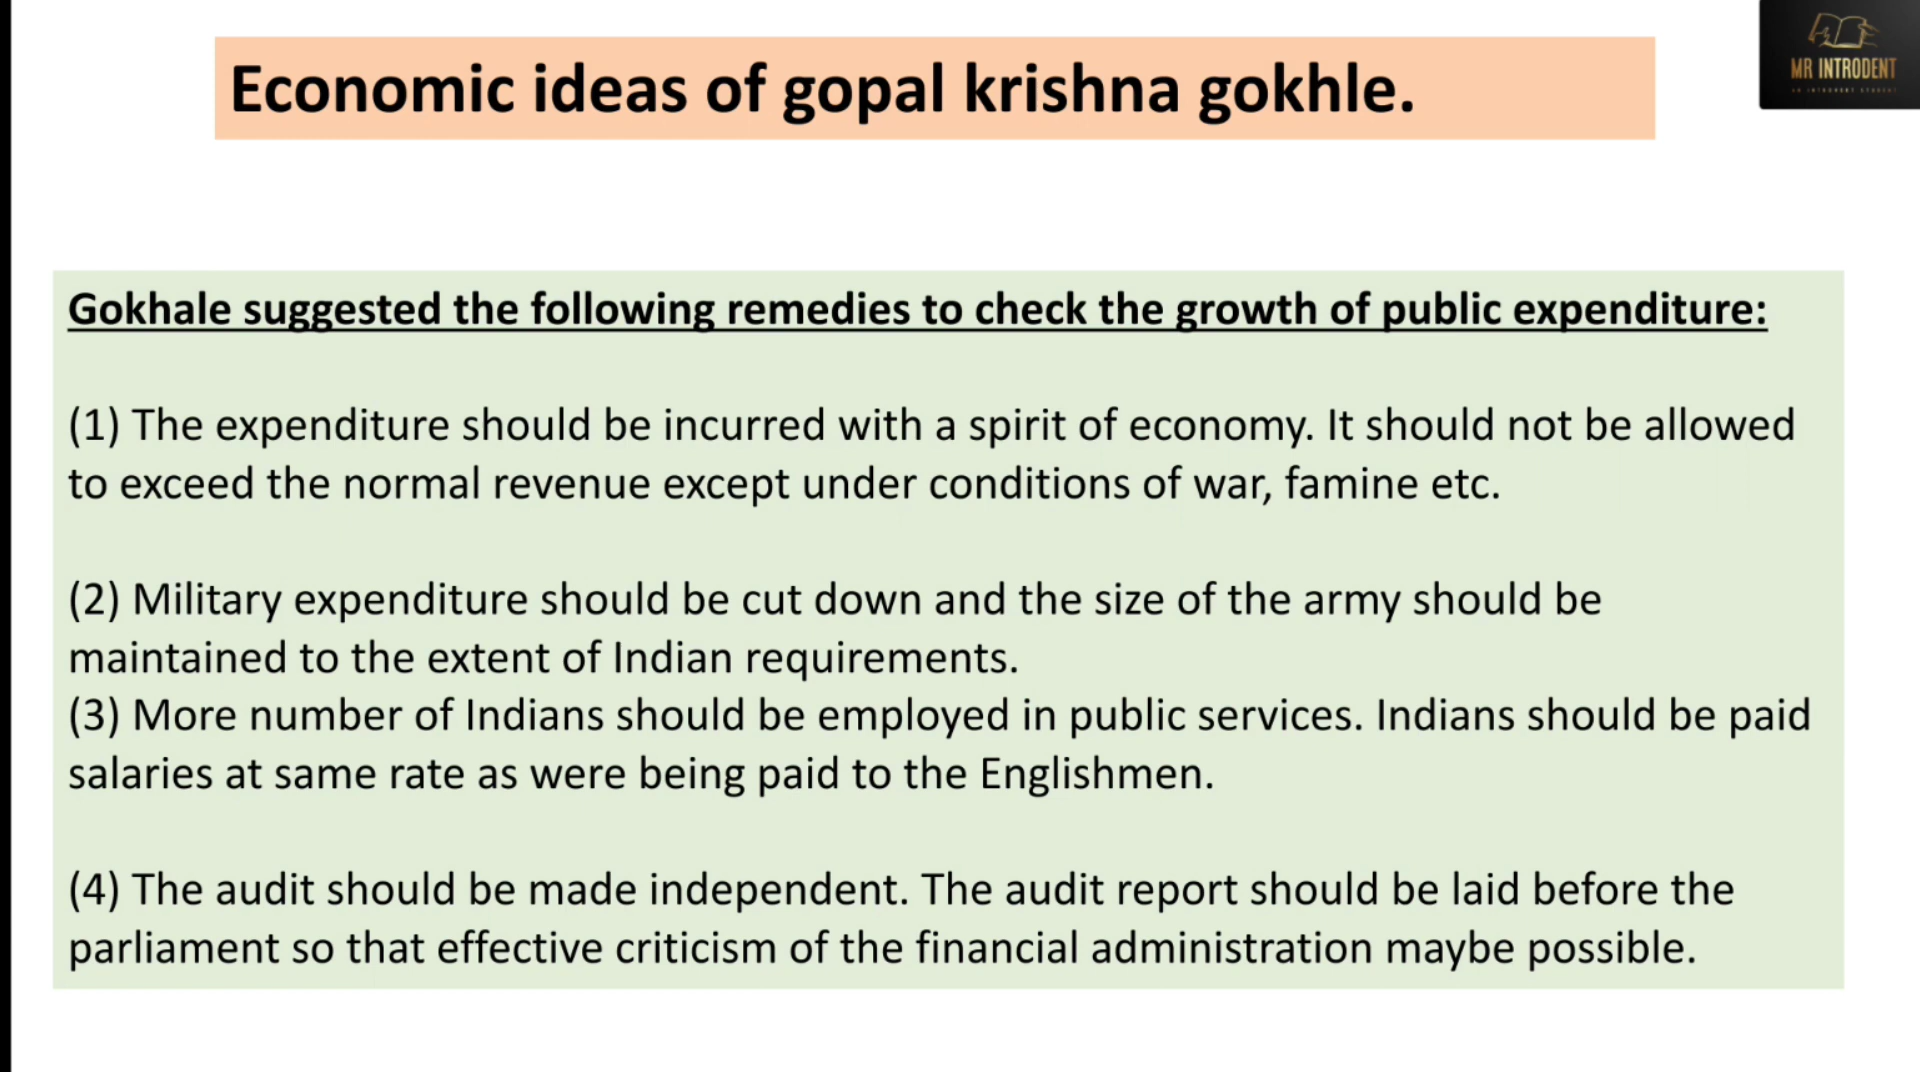 Economic ideas of gopal krishna gokhle.
MR INTRODENT
Gokhale suggested the following remedies to check the growth of public expenditure:
(1) The expenditure should be incurred with a spirit of economy. It should not be allowed
to exceed the normal revenue except under conditions of war, famine etc.
(2) Military expenditure should be cut down and the size of the army should be
maintained to the extent of Indian requirements.
(3) More number of Indians should be employed in public services. Indians should be paid
salaries at same rate as were being paid to the Englishmen.
(4) The audit should be made independent. The audit report should be laid before the
parliament so that effective criticism of the financial administration maybe possible.